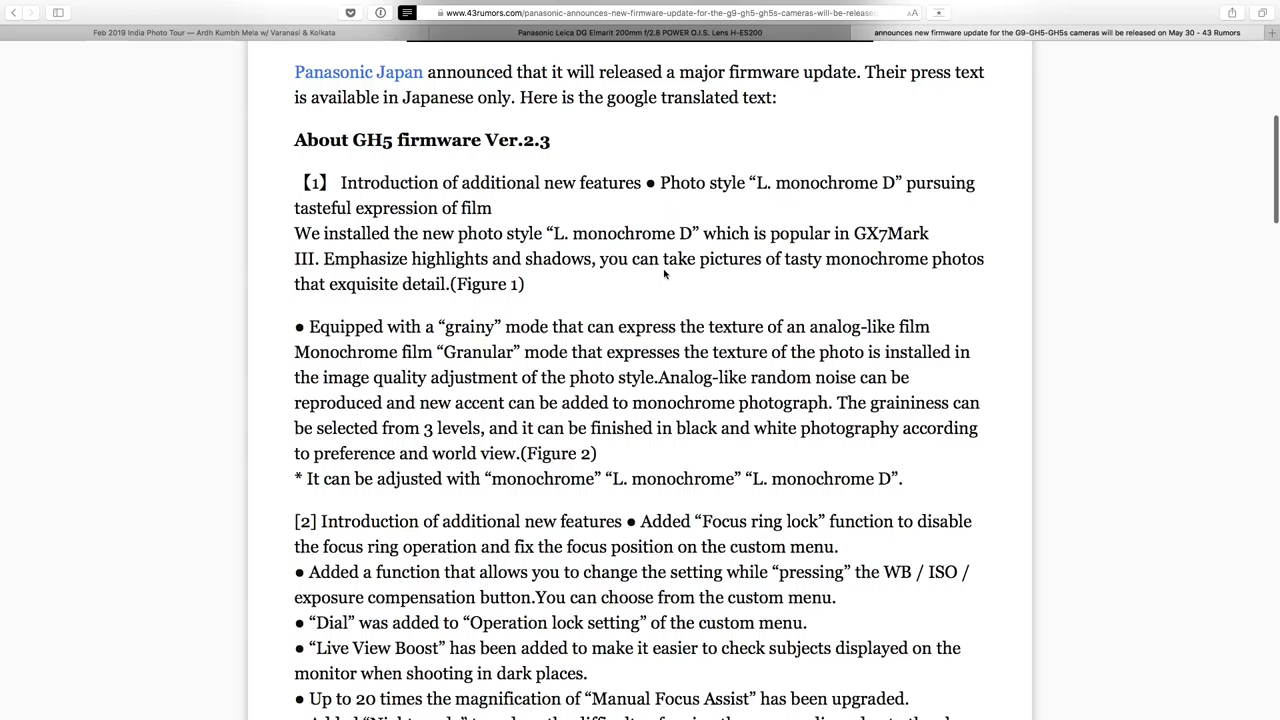 www.43rumors.com/panasonic-announces-new-firmware-update-for-the-g9-gh5-gh5s-cameras-will-be-released
Feb 2019 India Photo Tour — Ardh Kumbh Mela w/ Varanasi & Kolkata
Panasonic Leica DG Elmarit 200mm f/2.8 POWER O.I.S. Lens H-ES200
announces new firmware update for the G9-GH5-GH5s cameras will be released on May 30 - 43 Rumors
Panasonic Japan announced that it will released a major firmware update. Their press text
is available in Japanese only. Here is the google translated text:
About GH5 firmware Ver.2.3
【1】 Introduction of additional new features ● Photo style “L. monochrome D” pursuing
tasteful expression of film
We installed the new photo style “L. monochrome D” which is popular in GX7Mark
III. Emphasize highlights and shadows, you can take pictures of tasty monochrome photos
that exquisite detail.(Figure 1)
● Equipped with a “grainy” mode that can express the texture of an analog-like film
Monochrome film “Granular” mode that expresses the texture of the photo is installed in
the image quality adjustment of the photo style.Analog-like random noise can be
reproduced and new accent can be added to monochrome photograph. The graininess can
be selected from 3 levels, and it can be finished in black and white photography according
to preference and world view.(Figure 2)
* It can be adjusted with “monochrome” “L. monochrome” “L. monochrome D”.
[2] Introduction of additional new features ● Added “Focus ring lock” function to disable
the focus ring operation and fix the focus position on the custom menu.
● Added a function that allows you to change the setting while “pressing” the WB / ISO /
exposure compensation button.You can choose from the custom menu.
● “Dial” was added to “Operation lock setting” of the custom menu.
● “Live View Boost” has been added to make it easier to check subjects displayed on the
monitor when shooting in dark places.
● Up to 20 times the magnification of “Manual Focus Assist” has been upgraded.